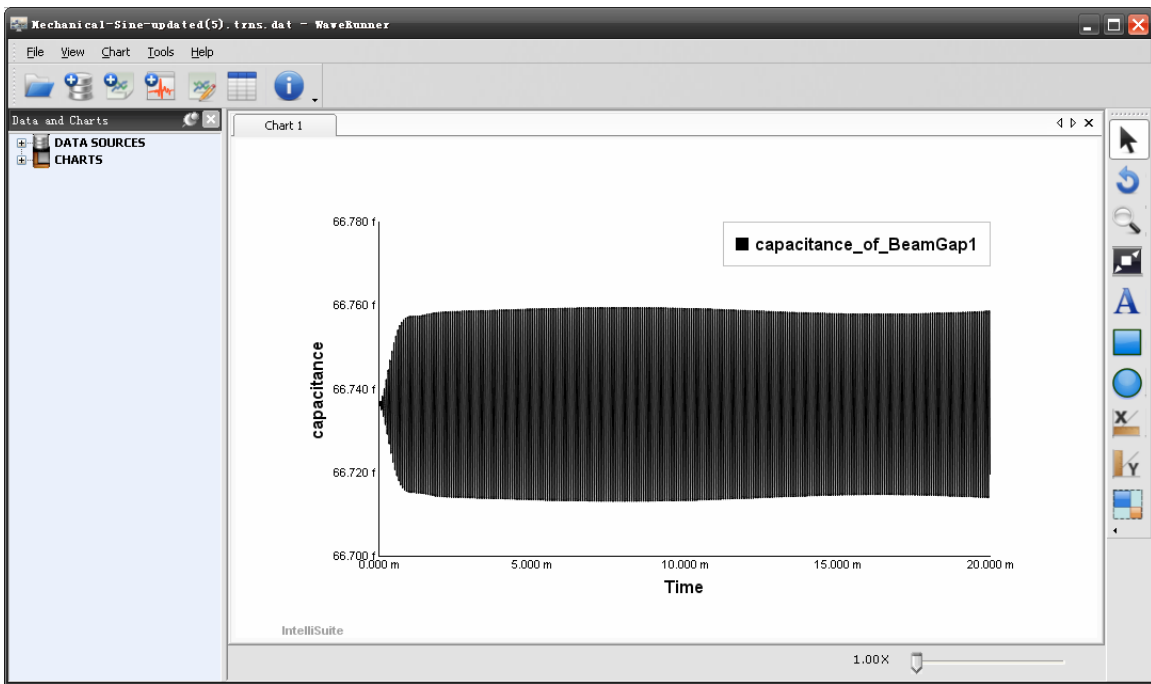 Mechanical-Sine-updated(5).trns.dat - WaveRunner
File View Chart Tools Help
Data and Charts
DATA SOURCES
CHARTS
Chart 1
66.780 f
capacitance_of_BeamGap1
66.760 f
66.740 f
66.720 f
66.700 f
capacitance
0.000 m 5.000 m 10.000 m 15.000 m 20.000 m
Time
IntelliSuite
1.00X
A
X
Y